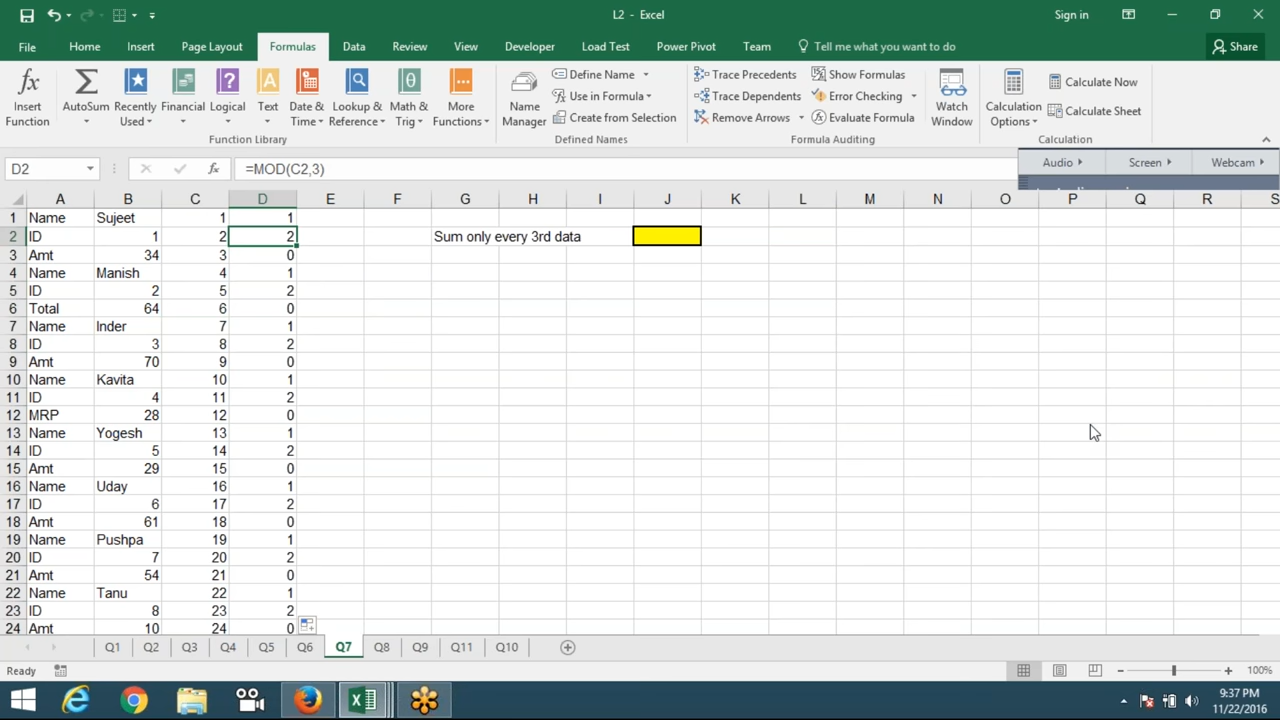 L2 - Excel
Sign in
File Home Insert Page Layout Formulas Data Review View Developer Load Test Power Pivot Team Tell me what you want to do Share
Insert Function
AutoSum
Recently Used
Financial
Logical
Text
Date & Time
Lookup & Reference
Math & Trig
More Functions
Function Library
Name Manager
Define Name
Use in Formula
Create from Selection
Defined Names
Trace Precedents
Trace Dependents
Remove Arrows
Show Formulas
Error Checking
Evaluate Formula
Formula Auditing
Watch Window
Calculation Options
Calculate Now
Calculate Sheet
Calculation
Audio Screen Webcam
D2 fx =MOD(C2,3)
A B C D E F G H I J K L M N O P Q R S
1 Name Sujeet 1 1
2 ID 1 2 2 Sum only every 3rd data
3 Amt 34 3 0
4 Name Manish 4 1
5 ID 2 5 2
6 Total 64 6 0
7 Name Inder 7 1
8 ID 3 8 2
9 Amt 70 9 0
10 Name Kavita 10 1
11 ID 4 11 2
12 MRP 28 12 0
13 Name Yogesh 13 1
14 ID 5 14 2
15 Amt 29 15 0
16 Name Uday 16 1
17 ID 6 17 2
18 Amt 61 18 0
19 Name Pushpa 19 1
20 ID 7 20 2
21 Amt 54 21 0
22 Name Tanu 22 1
23 ID 8 23 2
24 Amt 10 24 0
Q1 Q2 Q3 Q4 Q5 Q6 Q7 Q8 Q9 Q11 Q10
Ready
100%
9:37 PM
11/22/2016